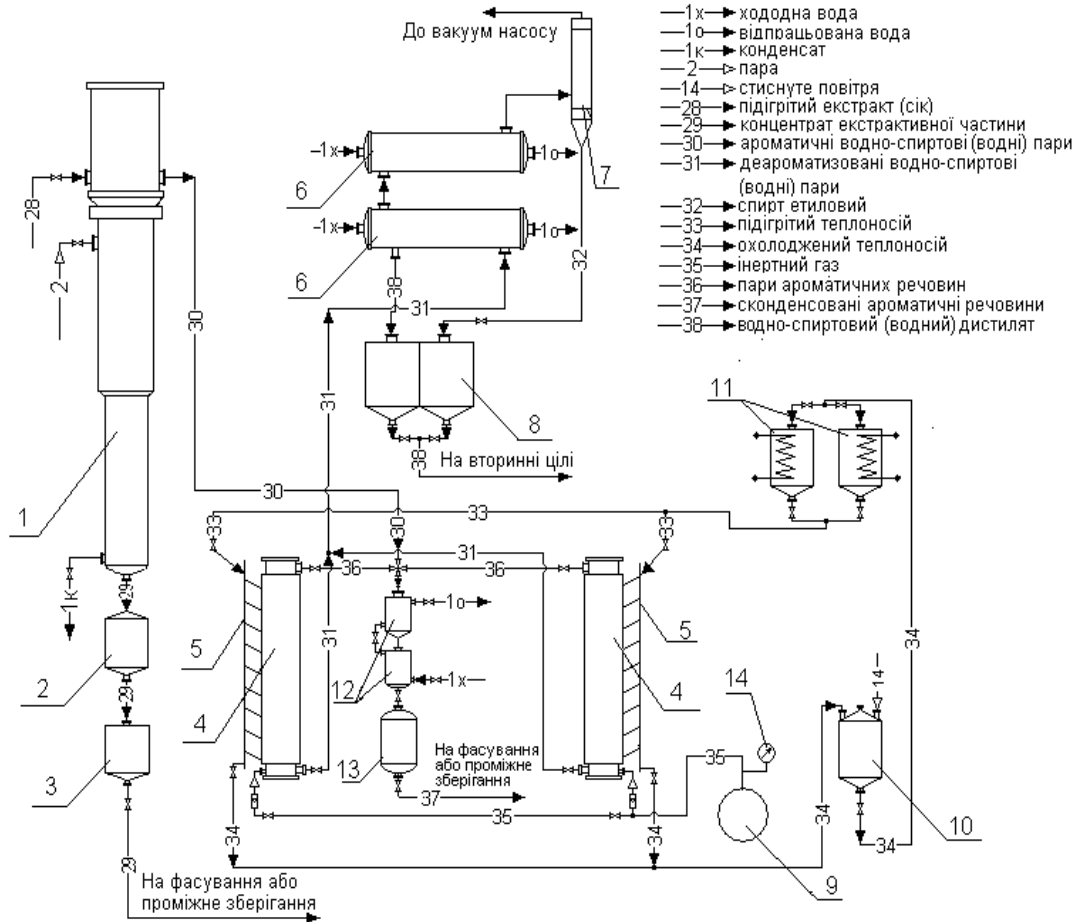 До вакуум насосу
1х холодна вода
1о відпрацьована вода
1к конденсат
2 пара
14 стиснуте повітря
28 підігрітий екстракт (сік)
29 концентрат екстрактивної частини
30 ароматичні водно-спиртові (водні) пари
31 деароматизовані водно-спиртові
(водні) пари
32 спирт етиловий
33 підігрітий теплоносій
34 охолоджений теплоносій
35 інертний газ
36 пари ароматичних речовин
37 сконденсовані ароматичні речовини
38 водно-спиртовий (водний) дистилят
1х
1о
6
7
1х
1о
6
28
2
30
38
31
32
31
8
38
На вторинні цілі
11
1
30
30
33
33
33
31
36
36
1о
1х
12
31
13
1к
29
2
29
3
5
4
4
5
34
14
14
35
На фасування
або проміжне
зберігання
37
35
34
34
34
34
9
10
29
На фасування або
проміжне зберігання